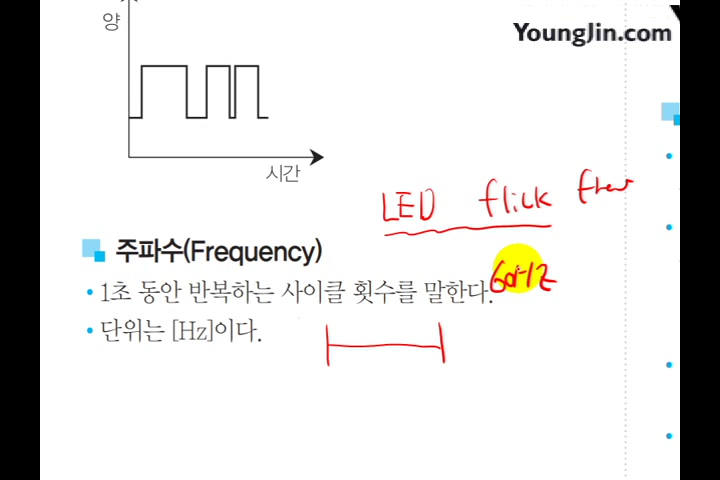 양
YoungJin.com
시간
LED flick free
주파수(Frequency)
60Hz
• 1초 동안 반복하는 사이클 횟수를 말한다.
• 단위는 [Hz]이다.